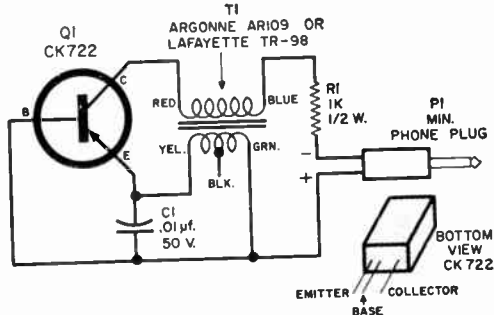 T1
ARGONNE AR109 OR
LAFAYETTE TR-98
Q1
CK722
C
B
E
RED
BLUE
YEL.
GRN.
BLK.
R1
1K
1/2 W.
P1
MIN.
PHONE PLUG
-
+
C1
.01 µf.
50 V.
BOTTOM
VIEW
CK722
EMITTER
COLLECTOR
BASE